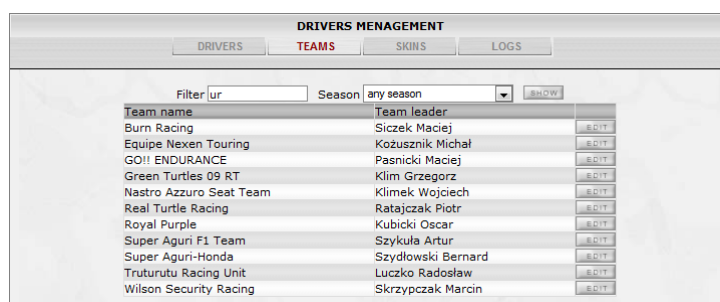 DRIVERS MENAGEMENT
DRIVERS TEAMS SKINS LOGS
Filter ur Season any season SHOW
Team name Team leader
Burn Racing Siczek Maciej EDIT
Equipe Nexen Touring Kożusznik Michał EDIT
GO!! ENDURANCE Pasnicki Maciej EDIT
Green Turtles 09 RT Klim Grzegorz EDIT
Nastro Azzuro Seat Team Klimek Wojciech EDIT
Real Turtle Racing Ratajczak Piotr EDIT
Royal Purple Kubicki Oscar EDIT
Super Aguri F1 Team Szykuła Artur EDIT
Super Aguri-Honda Szydłowski Bernard EDIT
Truturutu Racing Unit Luczko Radosław EDIT
Wilson Security Racing Skrzypczak Marcin EDIT